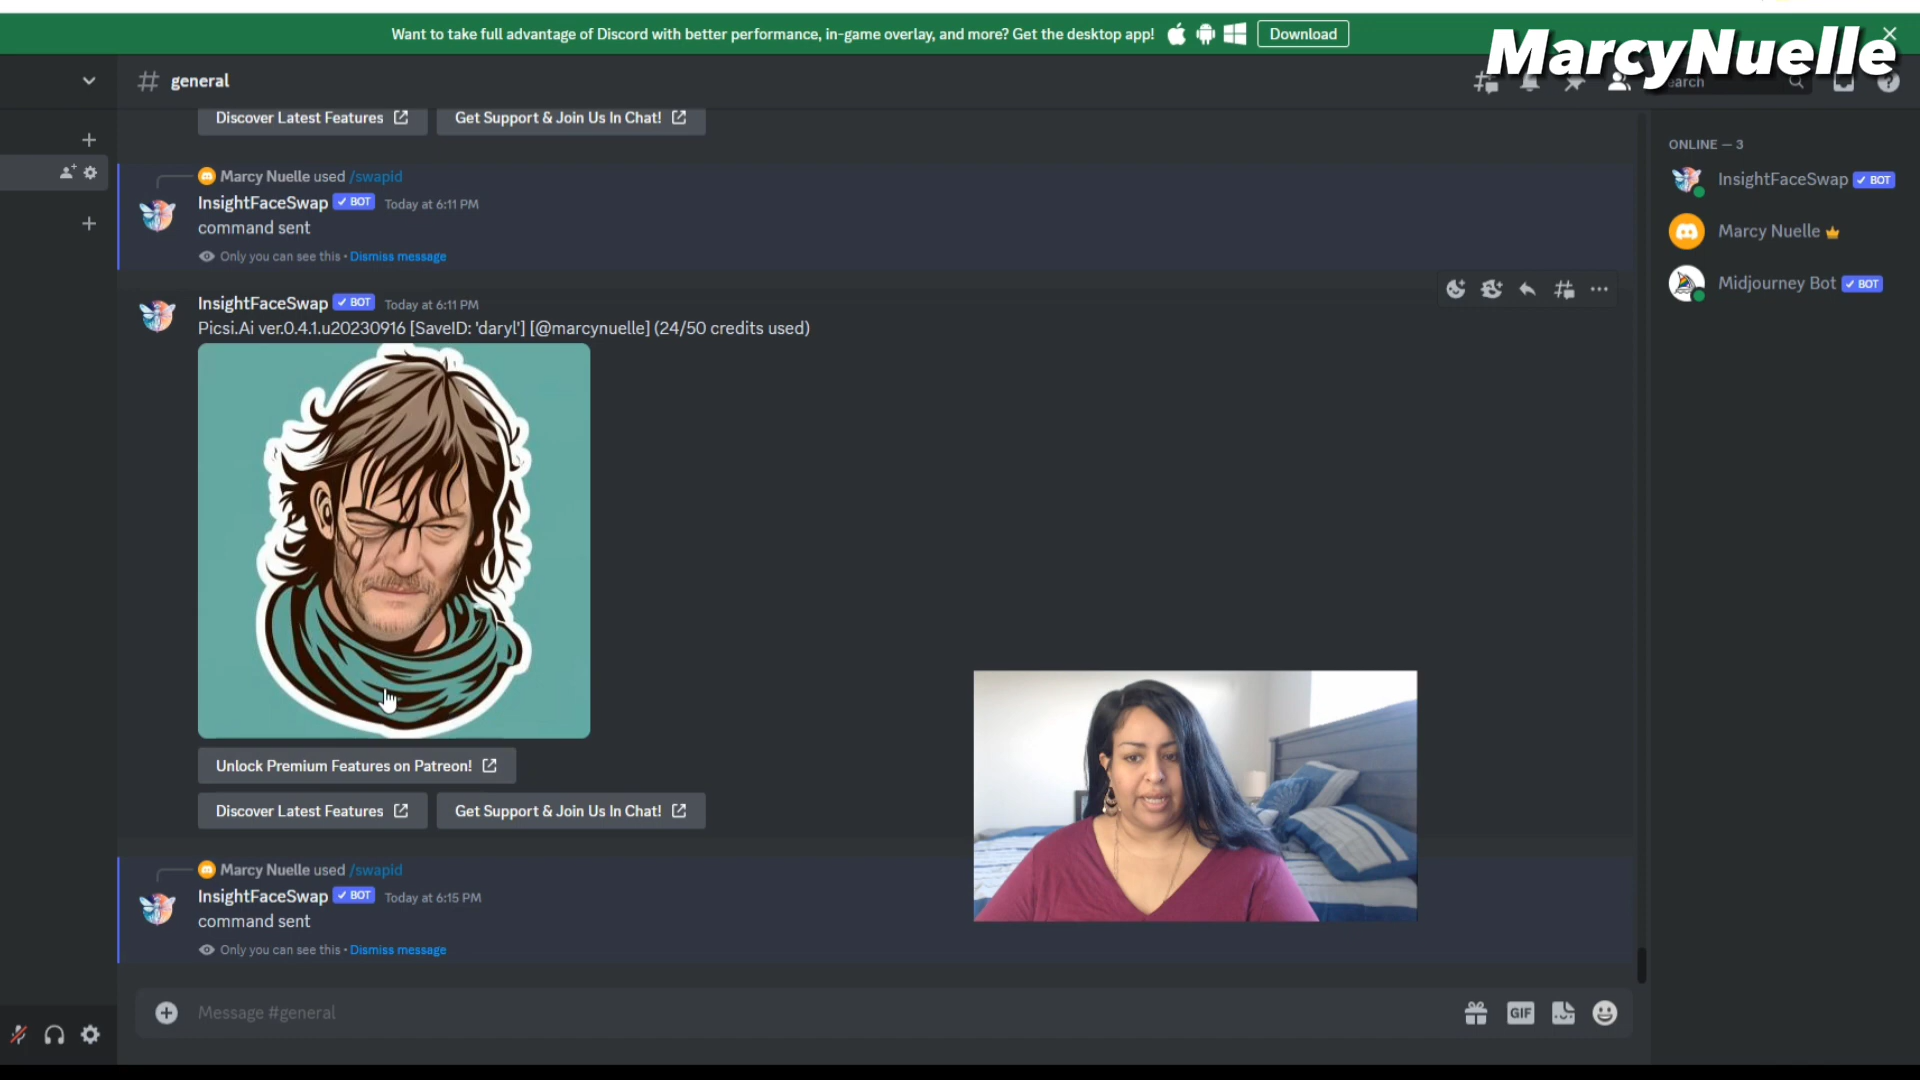 Want to take full advantage of Discord with better performance, in-game overlay, and more? Get the desktop app!
Download
MarcyNuelle
general
earch
Discover Latest Features
Get Support & Join Us In Chat!
ONLINE — 3
InsightFaceSwap BOT
Marcy Nuelle
Midjourney Bot BOT
Marcy Nuelle used /swapid
InsightFaceSwap BOT Today at 6:11 PM
command sent
Only you can see this • Dismiss message
InsightFaceSwap BOT Today at 6:11 PM
Picsi.Ai ver.0.4.1.u20230916 [SaveID: 'daryl'] [@marcynuelle] (24/50 credits used)
Unlock Premium Features on Patreon!
Discover Latest Features
Get Support & Join Us In Chat!
Marcy Nuelle used /swapid
InsightFaceSwap BOT Today at 6:15 PM
command sent
Only you can see this • Dismiss message
Message #general
GIF